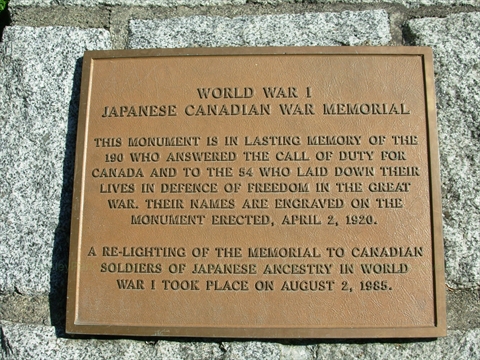 WORLD WAR I
JAPANESE CANADIAN WAR MEMORIAL
THIS MONUMENT IS IN LASTING MEMORY OF THE
190 WHO ANSWERED THE CALL OF DUTY FOR
CANADA AND TO THE 54 WHO LAID DOWN THEIR
LIVES IN DEFENCE OF FREEDOM IN THE GREAT
WAR. THEIR NAMES ARE ENGRAVED ON THE
MONUMENT ERECTED, APRIL 2, 1920.
A RE-LIGHTING OF THE MEMORIAL TO CANADIAN
SOLDIERS OF JAPANESE ANCESTRY IN WORLD
WAR I TOOK PLACE ON AUGUST 2, 1985.